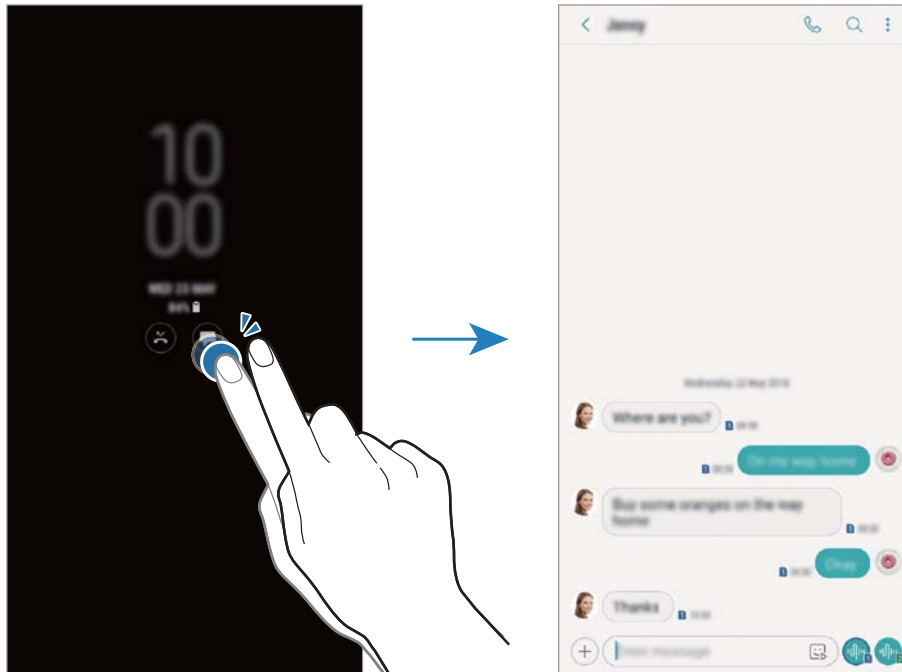 10
00
WED 23 MAY
84%
Jenny
Wednesday, 23 May 2018
Where are you?
On my way home
Buy some oranges on the way
home
Okay
Thanks
Enter message